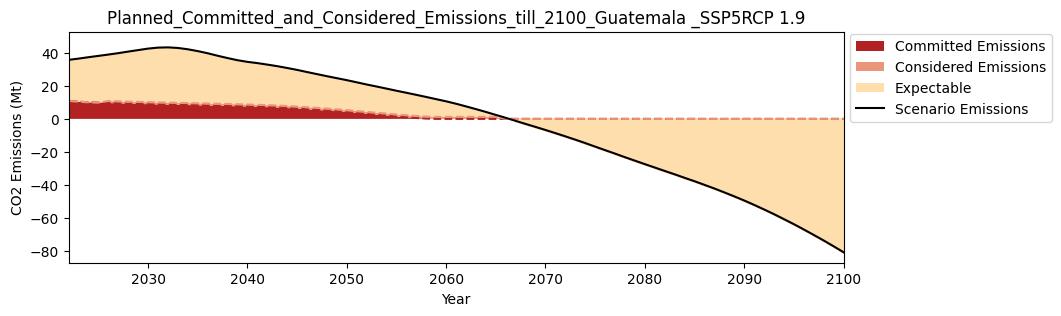 Planned_Committed_and_Considered_Emissions_till_2100_Guatemala _SSP5RCP 1.9
CO2 Emissions (Mt)
40
20
0
−20
−40
−60
−80
2030 2040 2050 2060 2070 2080 2090 2100
Year
Committed Emissions
Considered Emissions
Expectable
Scenario Emissions